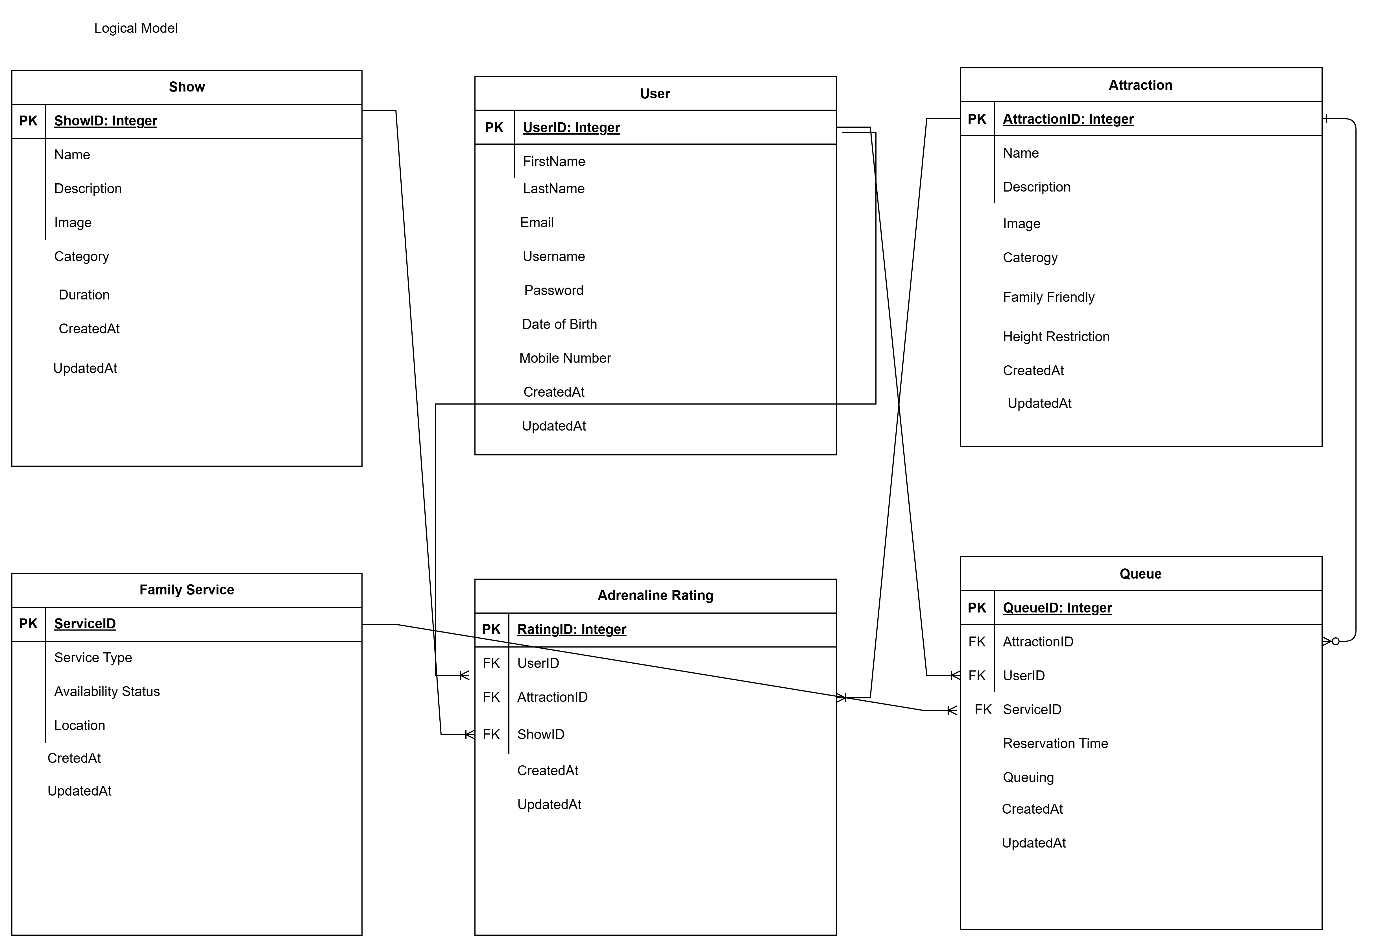 Logical Model
Show
PK ShowID: Integer
Name
Description
Image
Category
Duration
CreatedAt
UpdatedAt
User
PK UserID: Integer
FirstName
LastName
Email
Username
Password
Date of Birth
Mobile Number
CreatedAt
UpdatedAt
Attraction
PK AttractionID: Integer
Name
Description
Image
Caterogy
Family Friendly
Height Restriction
CreatedAt
UpdatedAt
Family Service
PK ServiceID
Service Type
Availability Status
Location
CretedAt
UpdatedAt
Adrenaline Rating
PK RatingID: Integer
FK UserID
FK AttractionID
FK ShowID
CreatedAt
UpdatedAt
Queue
PK QueueID: Integer
FK AttractionID
FK UserID
FK ServiceID
Reservation Time
Queuing
CreatedAt
UpdatedAt